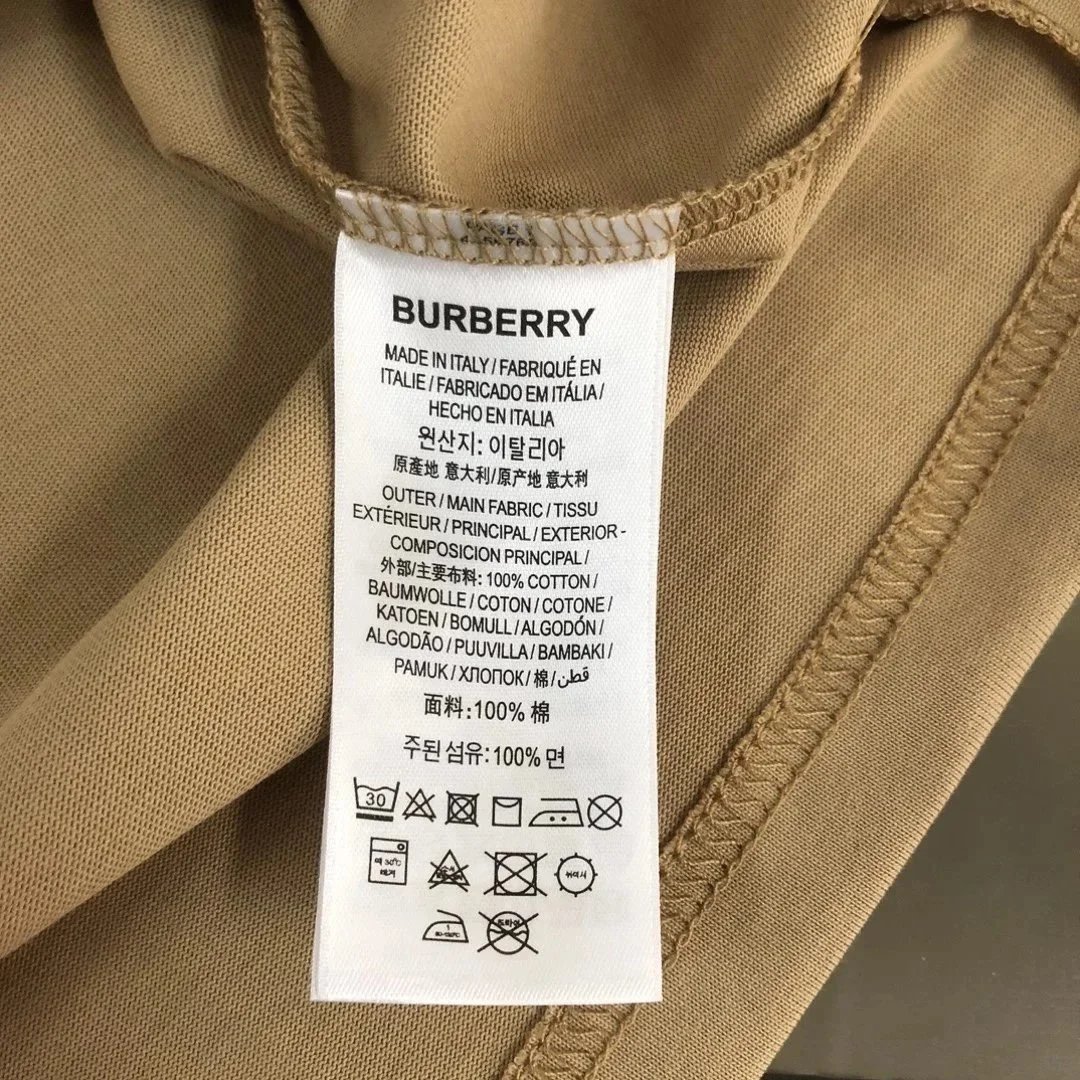 BURBERRY
MADE IN ITALY / FABRIQUÉ EN
ITALIE / FABRICADO EM ITÁLIA /
HECHO EN ITALIA
원산지: 이탈리아
原產地 意大利/原产地 意大利
OUTER / MAIN FABRIC / TISSU
EXTÉRIEUR / PRINCIPAL / EXTERIOR -
COMPOSICION PRINCIPAL /
外部/主要布料: 100% COTTON /
BAUMWOLLE / COTON / COTONE /
KATOEN / BOMULL / ALGODÓN /
ALGODÃO / PUUVILLA / BAMBAKI /
PAMUK / ХЛОПОК / 棉 / قطن
面料:100% 棉
주된 섬유: 100% 면
30